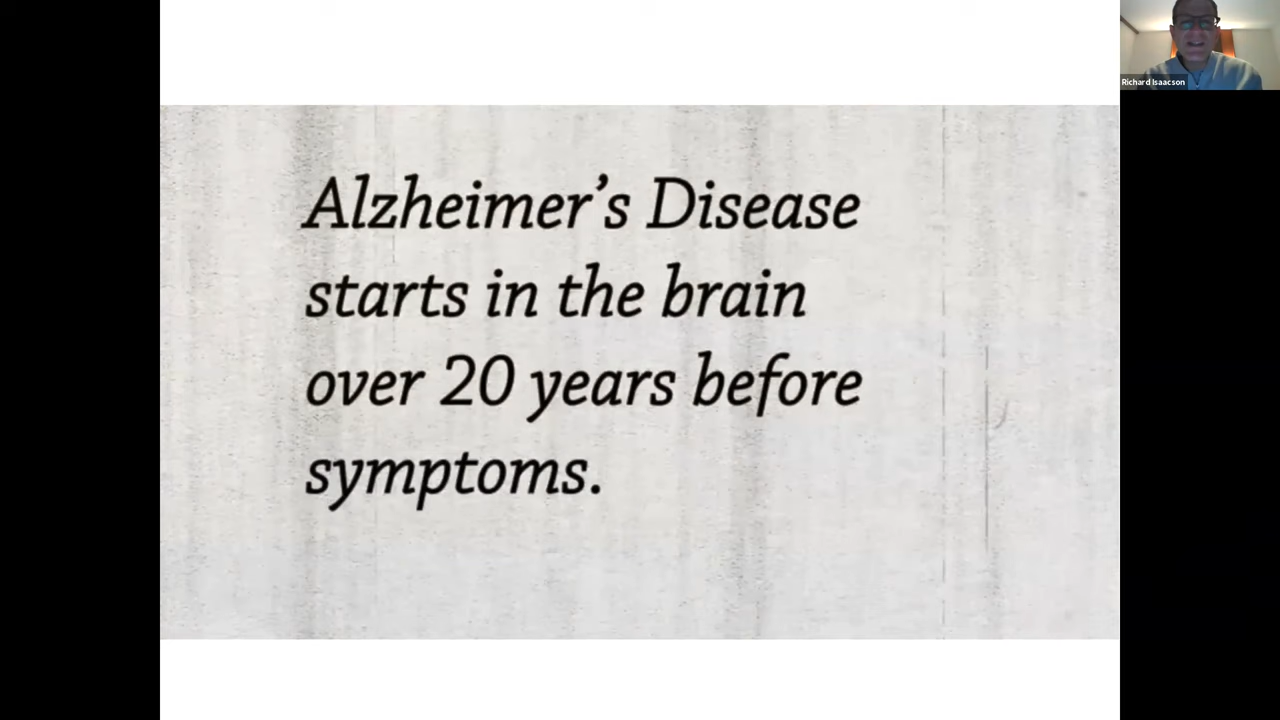 Richard Isaacson
Alzheimer’s Disease
starts in the brain
over 20 years before
symptoms.